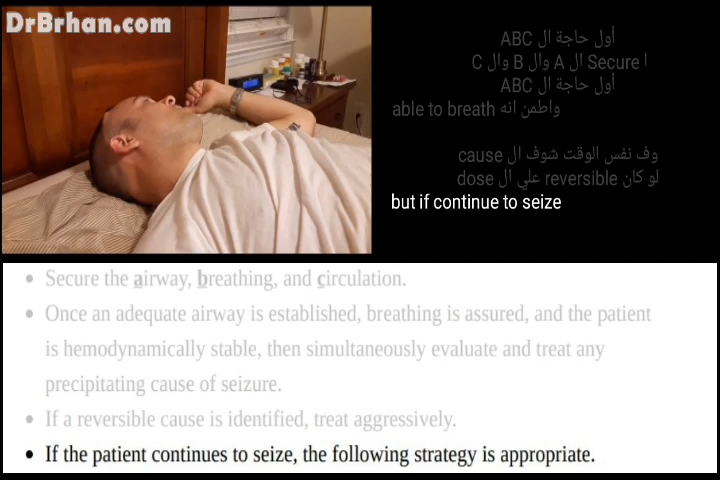 DrBrhan.com
أول حاجة ال ABC
ا Secure ال A وال B وال C
أول حاجة ال ABC
واطمن انه able to breath
وف نفس الوقت شوف ال cause
لو كان reversible علي ال dose
but if continue to seize
• Secure the airway, breathing, and circulation.
• Once an adequate airway is established, breathing is assured, and the patient
is hemodynamically stable, then simultaneously evaluate and treat any
precipitating cause of seizure.
• If a reversible cause is identified, treat aggressively.
• If the patient continues to seize, the following strategy is appropriate.